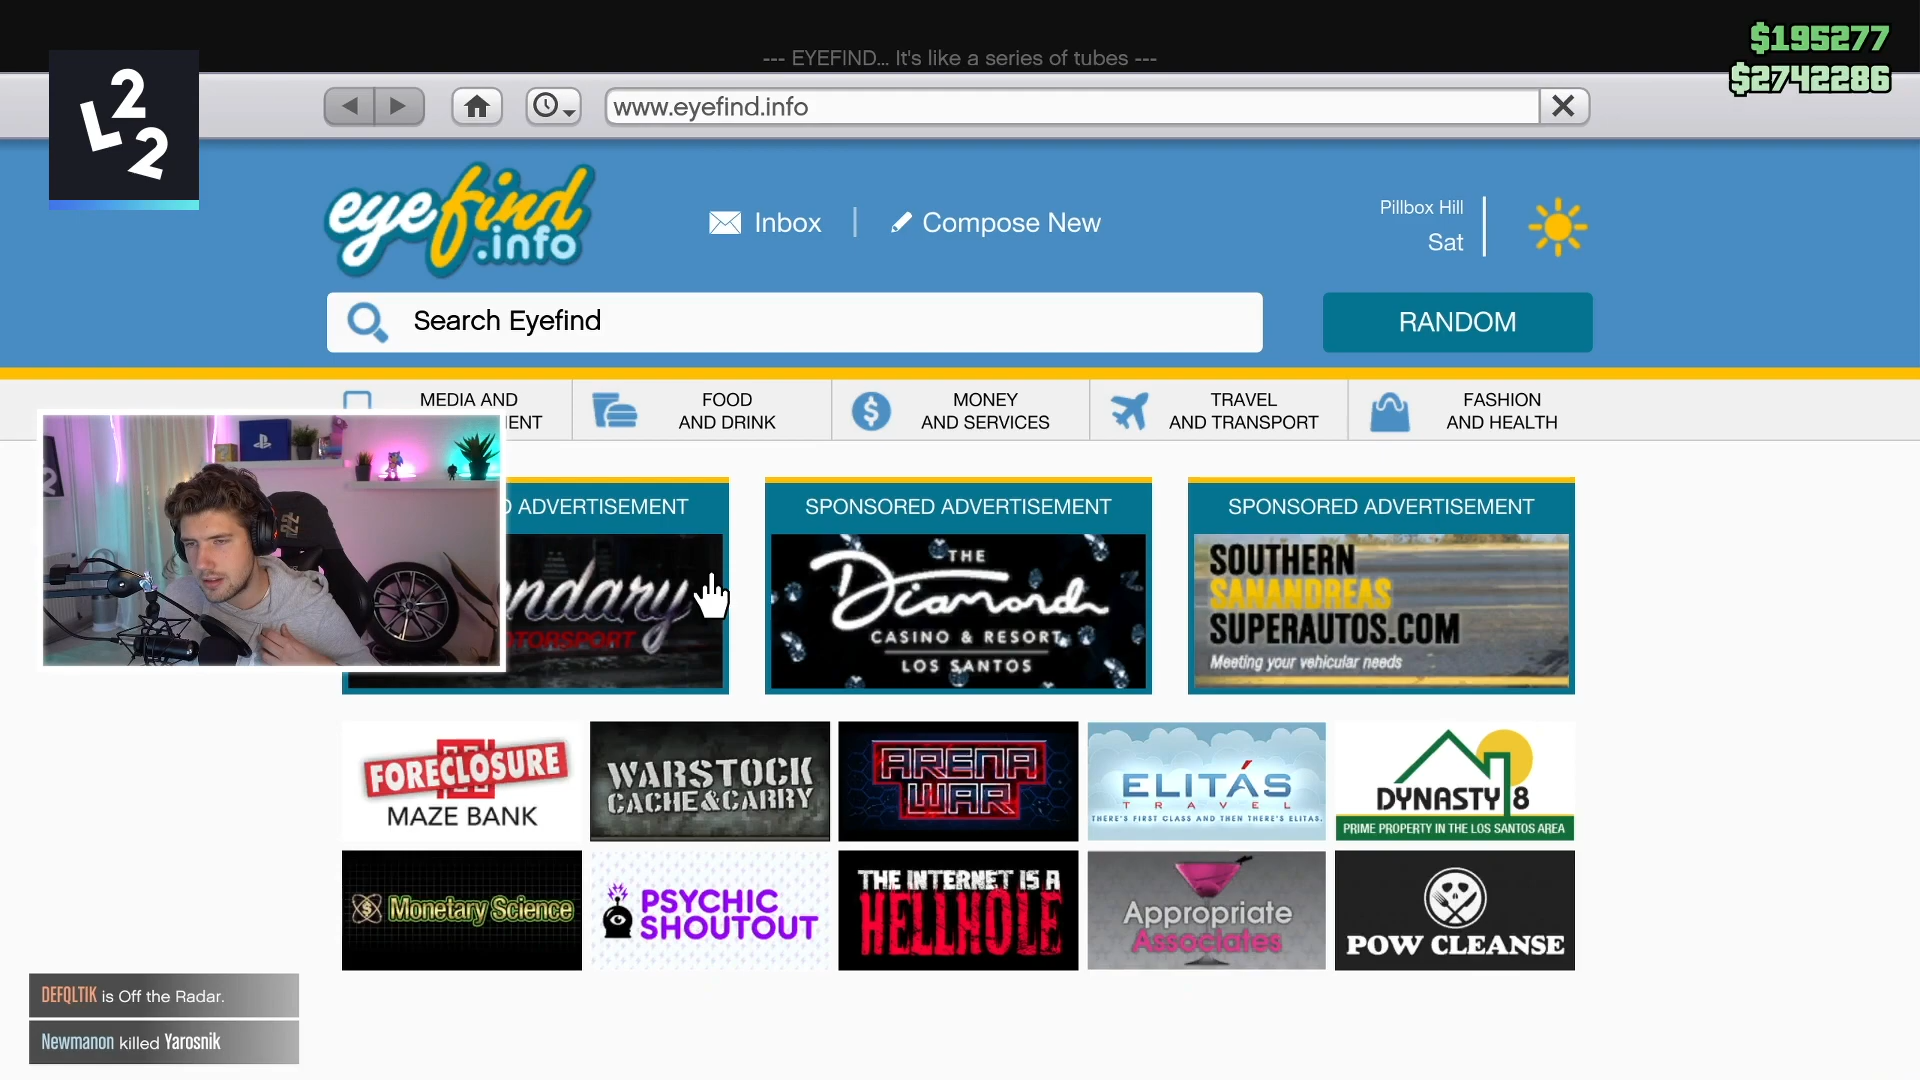 $195277
$2742286
--- EYEFIND... It's like a series of tubes ---
L22
www.eyefind.info
eyefind
.info
Inbox
Compose New
Pillbox Hill
Sat
Search Eyefind
RANDOM
MEDIA AND
ENT
FOOD
AND DRINK
MONEY
AND SERVICES
TRAVEL
AND TRANSPORT
FASHION
AND HEALTH
ADVERTISEMENT
ndary
OTORSPORT
SPONSORED ADVERTISEMENT
THE
Diamond
CASINO & RESORT
LOS SANTOS
SPONSORED ADVERTISEMENT
SOUTHERN
SANANDREAS
SUPERAUTOS.COM
Meeting your vehicular needs
FORECLOSURE
MAZE BANK
WARSTOCK
CACHE&CARRY
ARENA
WAR
ELITÁS
TRAVEL
THERE'S FIRST CLASS AND THEN THERE'S ELITAS.
DYNASTY 8
PRIME PROPERTY IN THE LOS SANTOS AREA
Monetary Science
PSYCHIC
SHOUTOUT
THE INTERNET IS A
HELLHOLE
Appropriate
Associates
POW CLEANSE
DEFQLTIK is Off the Radar.
Newmanon killed Yarosnik